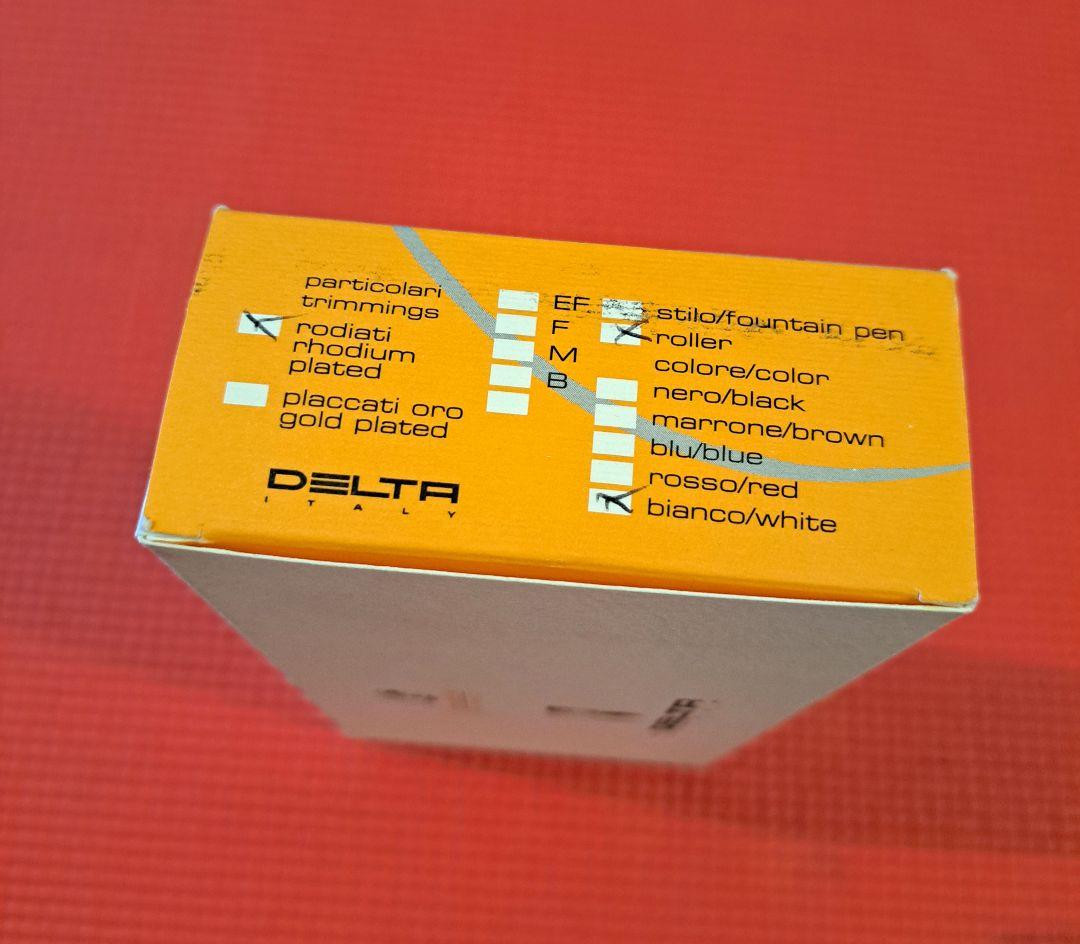 particolari
trimmings
rodiati
rhodium
plated
placcati oro
gold plated
DELTA
ITALY
EF
F
M
B
stilo/fountain pen
roller
colore/color
nero/black
marrone/brown
blu/blue
rosso/red
bianco/white
DELTA